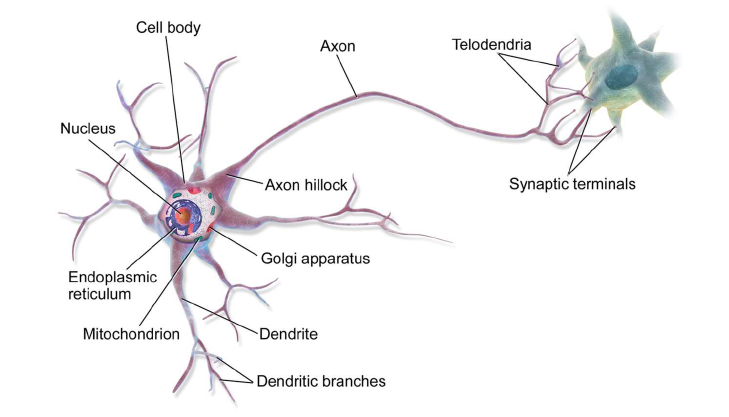 Cell body
Axon
Telodendria
Nucleus
Axon hillock
Synaptic terminals
Golgi apparatus
Endoplasmic
reticulum
Mitochondrion
Dendrite
Dendritic branches